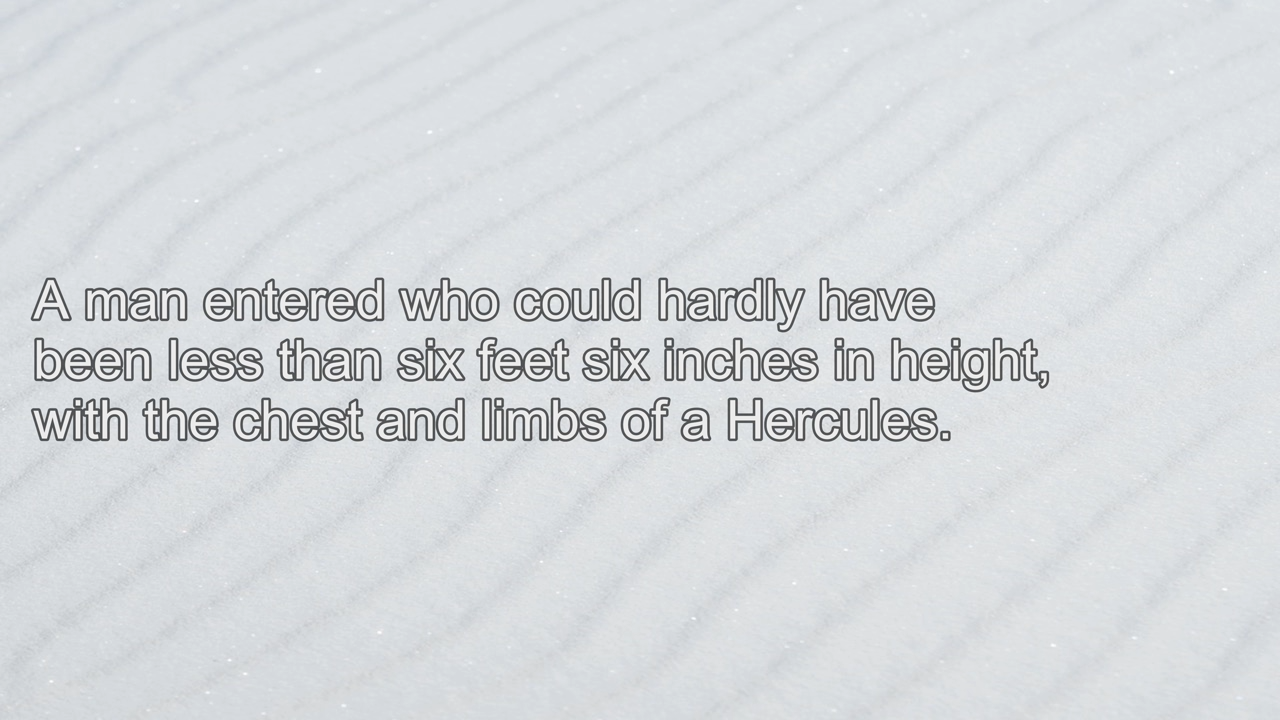 A man entered who could hardly have
been less than six feet six inches in height,
with the chest and limbs of a Hercules.